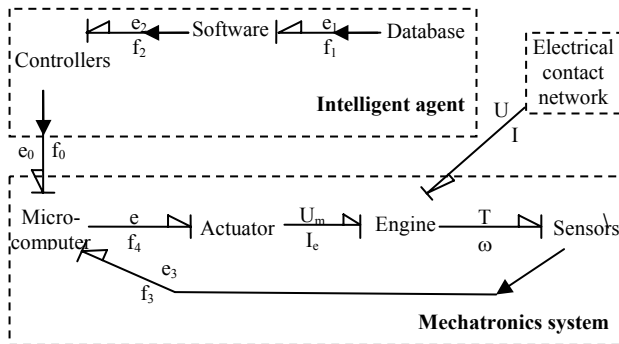 e2
e1
Software
Database
f2
f1
Controllers
Electrical
contact
network
Intelligent agent
U
I
e0
f0
Micro-
computer
e
f4
Actuator
Um
Ie
Engine
T
ω
Sensors
e3
f3
Mechatronics system